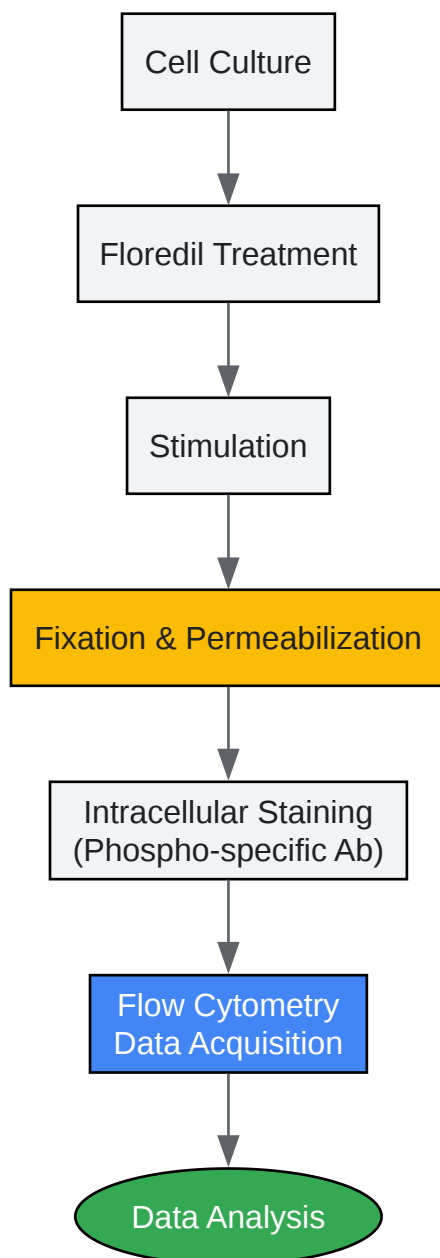 Cell Culture
Floredil Treatment
Stimulation
Fixation & Permeabilization
Intracellular Staining
(Phospho-specific Ab)
Flow Cytometry
Data Acquisition
Data Analysis